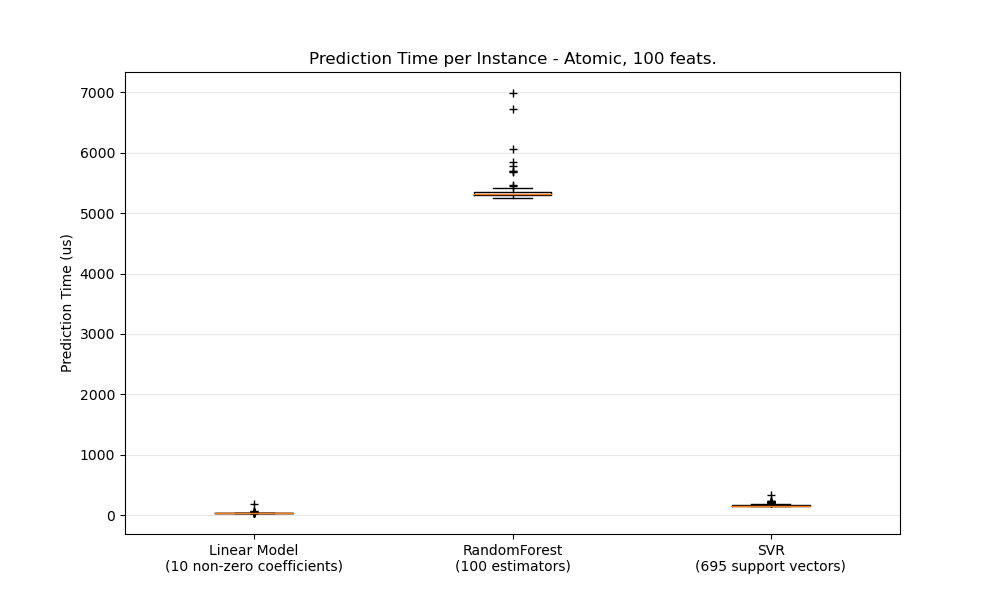 Prediction Time per Instance - Atomic, 100 feats.
Prediction Time (us)
7000
6000
5000
4000
3000
2000
1000
0
Linear Model
(10 non-zero coefficients)
RandomForest
(100 estimators)
SVR
(695 support vectors)